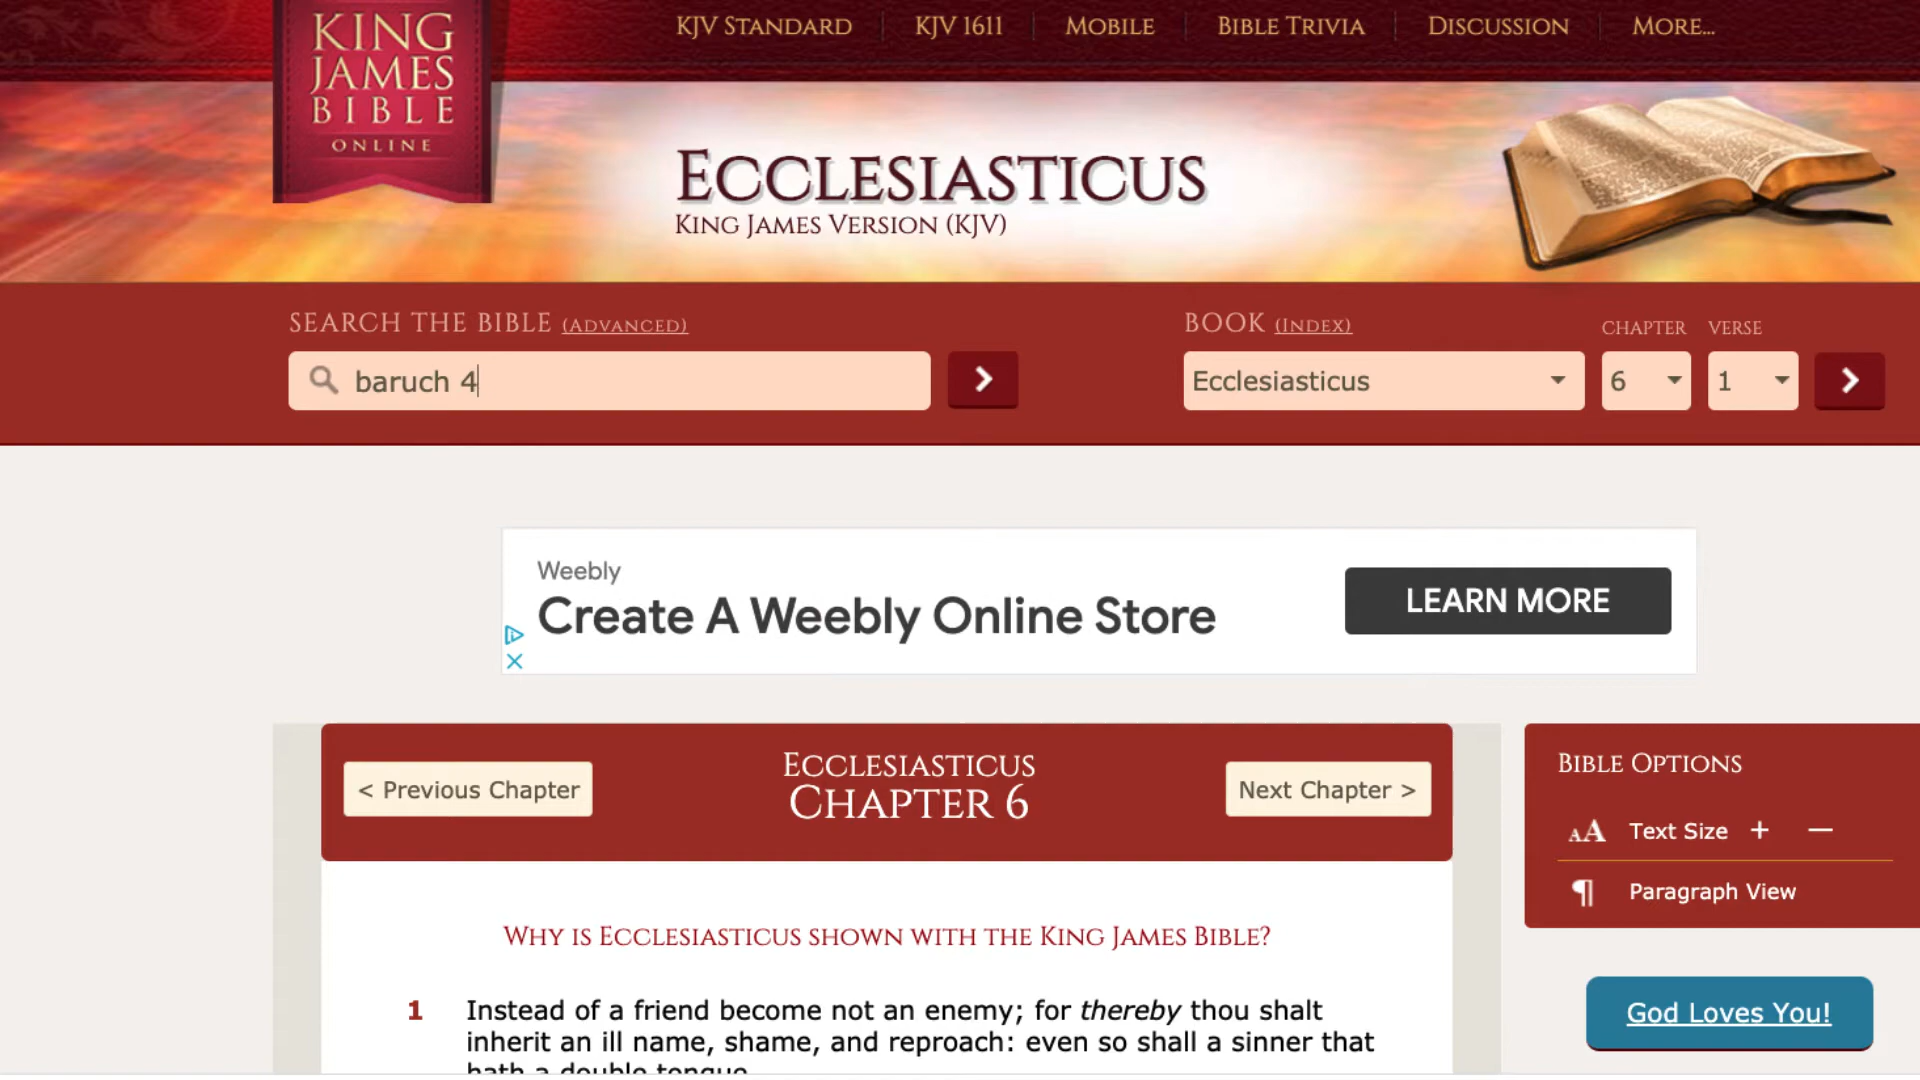 KING
JAMES
BIBLE
ONLINE
KJV STANDARD
KJV 1611
MOBILE
BIBLE TRIVIA
DISCUSSION
MORE...
ECCLESIASTICUS
KING JAMES VERSION (KJV)
SEARCH THE BIBLE (ADVANCED)
BOOK (INDEX)
CHAPTER
VERSE
baruch 4
Ecclesiasticus
6
1
Weebly
Create A Weebly Online Store
LEARN MORE
< Previous Chapter
ECCLESIASTICUS
CHAPTER 6
Next Chapter >
BIBLE OPTIONS
AA Text Size + —
¶ Paragraph View
WHY IS ECCLESIASTICUS SHOWN WITH THE KING JAMES BIBLE?
1 Instead of a friend become not an enemy; for thereby thou shalt
inherit an ill name, shame, and reproach: even so shall a sinner that
hath a double tongue.
God Loves You!